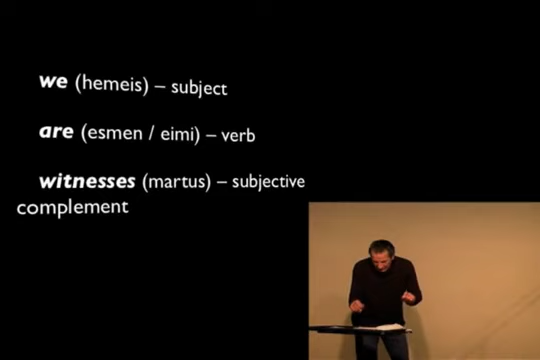 we (hemeis) – subject
are (esmen / eimi) – verb
witnesses (martus) – subjective
complement